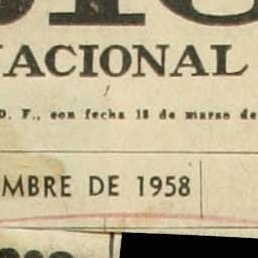 NACIONAL
D. F., con fecha 18 de marzo de
MBRE DE 1958